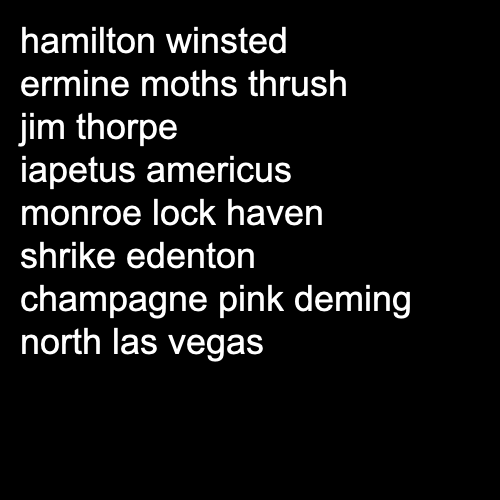 hamilton winsted
ermine moths thrush
jim thorpe
iapetus americus
monroe lock haven
shrike edenton
champagne pink deming
north las vegas